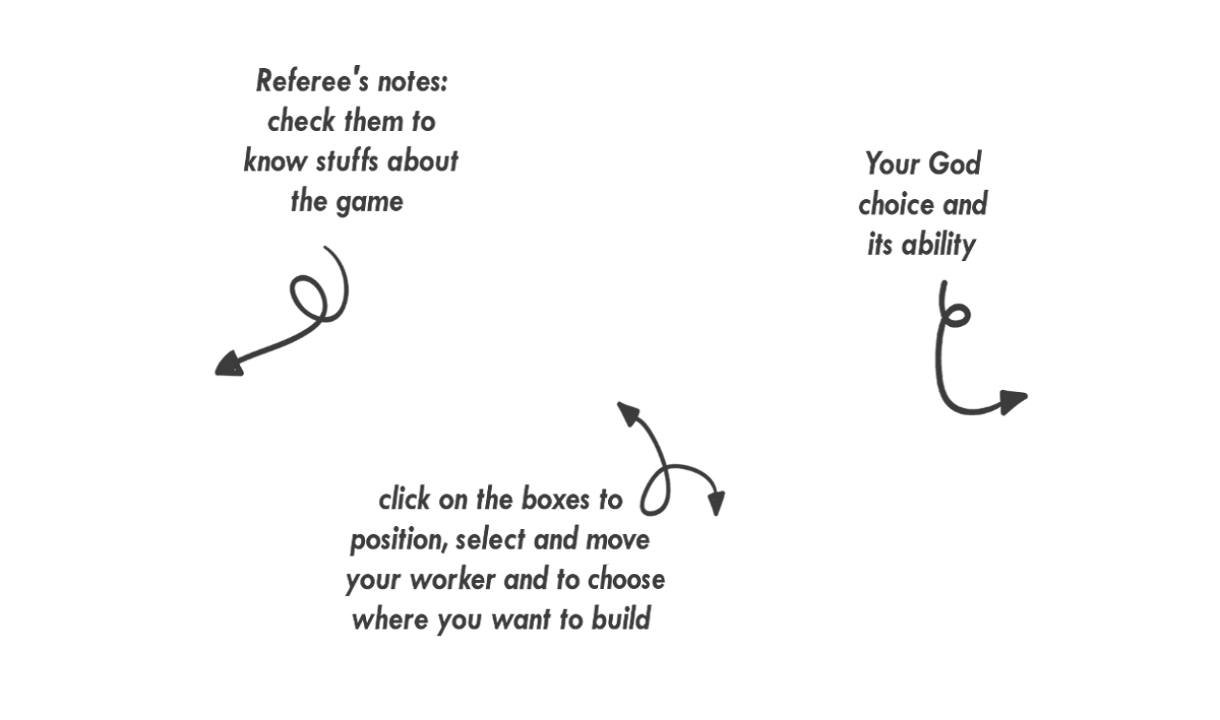 Referee's notes:
check them to
know stuffs about
the game
Your God
choice and
its ability
click on the boxes to
position, select and move
your worker and to choose
where you want to build